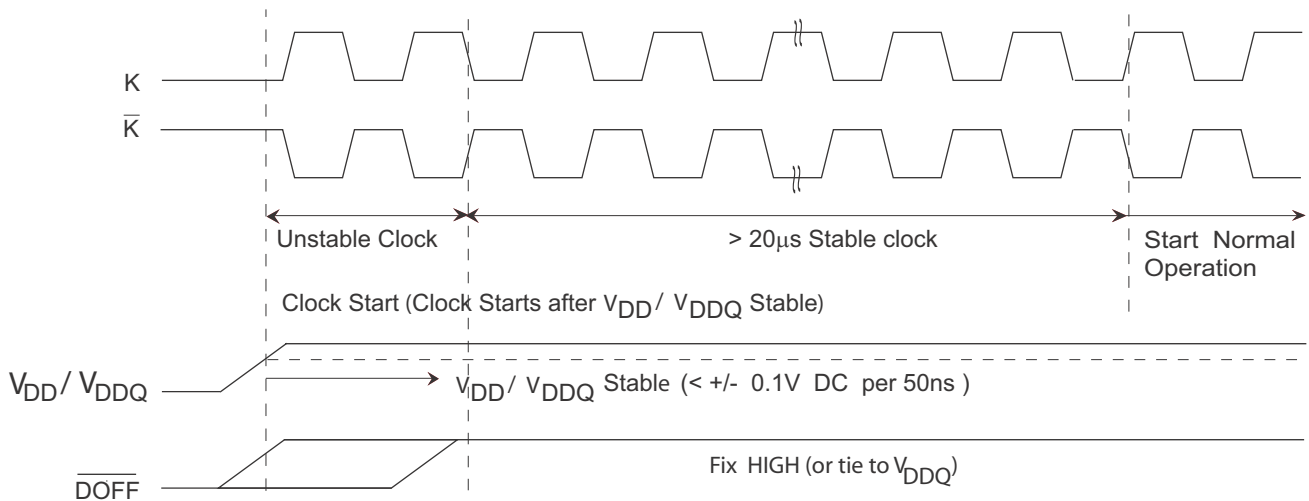 K
K̅
Unstable Clock
> 20μs Stable clock
Start Normal
Operation
Clock Start (Clock Starts after VDD / VDDQ Stable)
VDD / VDDQ
VDD / VDDQ Stable (< +/- 0.1V DC per 50ns )
D̅O̅F̅F̅
Fix HIGH (or tie to VDDQ)